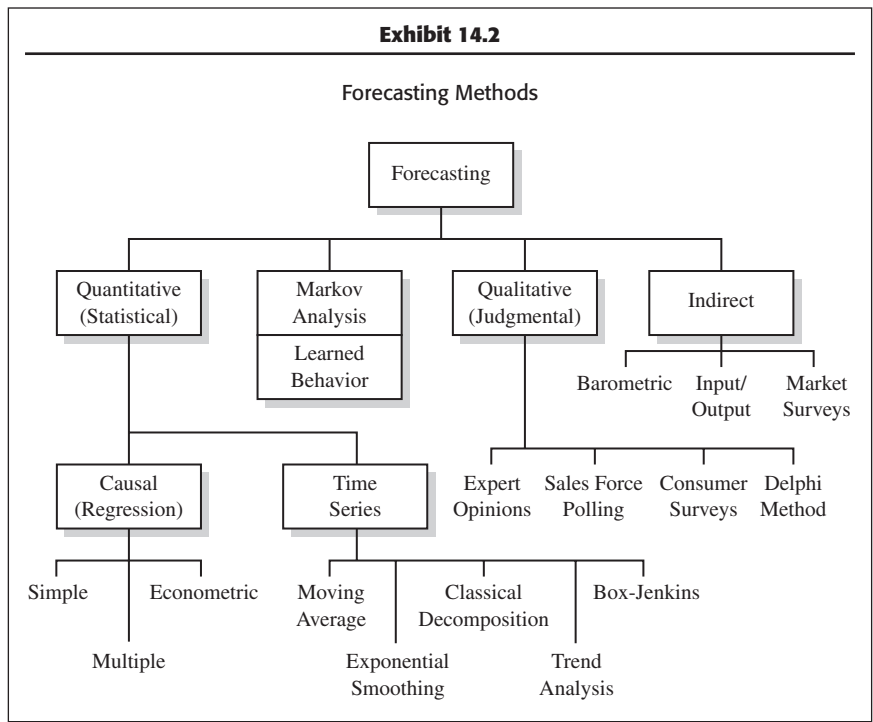 Exhibit 14.2
Forecasting Methods
Forecasting
Quantitative
(Statistical)
Markov
Analysis
Learned
Behavior
Qualitative
(Judgmental)
Indirect
Barometric
Input/
Output
Market
Surveys
Causal
(Regression)
Time
Series
Expert
Opinions
Sales Force
Polling
Consumer
Surveys
Delphi
Method
Simple
Econometric
Multiple
Moving
Average
Exponential
Smoothing
Classical
Decomposition
Trend
Analysis
Box-Jenkins